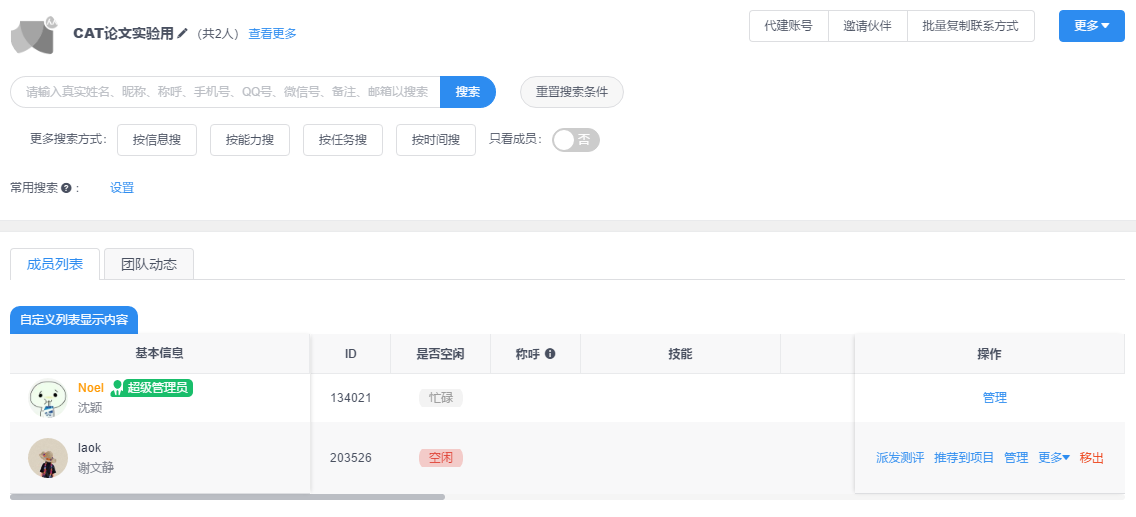 CAT论文实验用 (共2人) 查看更多
代建账号 邀请伙伴 批量复制联系方式 更多
请输入真实姓名、昵称、称呼、手机号、QQ号、微信号、备注、邮箱以搜索 搜索 重置搜索条件
更多搜索方式： 按信息搜 按能力搜 按任务搜 按时间搜 只看成员： 否
常用搜索 ： 设置
成员列表 团队动态
自定义列表显示内容
基本信息 ID 是否空闲 称呼 技能 操作
Noel 超级管理员
沈颖
134021 忙碌 管理
laok
谢文静
203526 空闲 派发测评 推荐到项目 管理 更多 移出